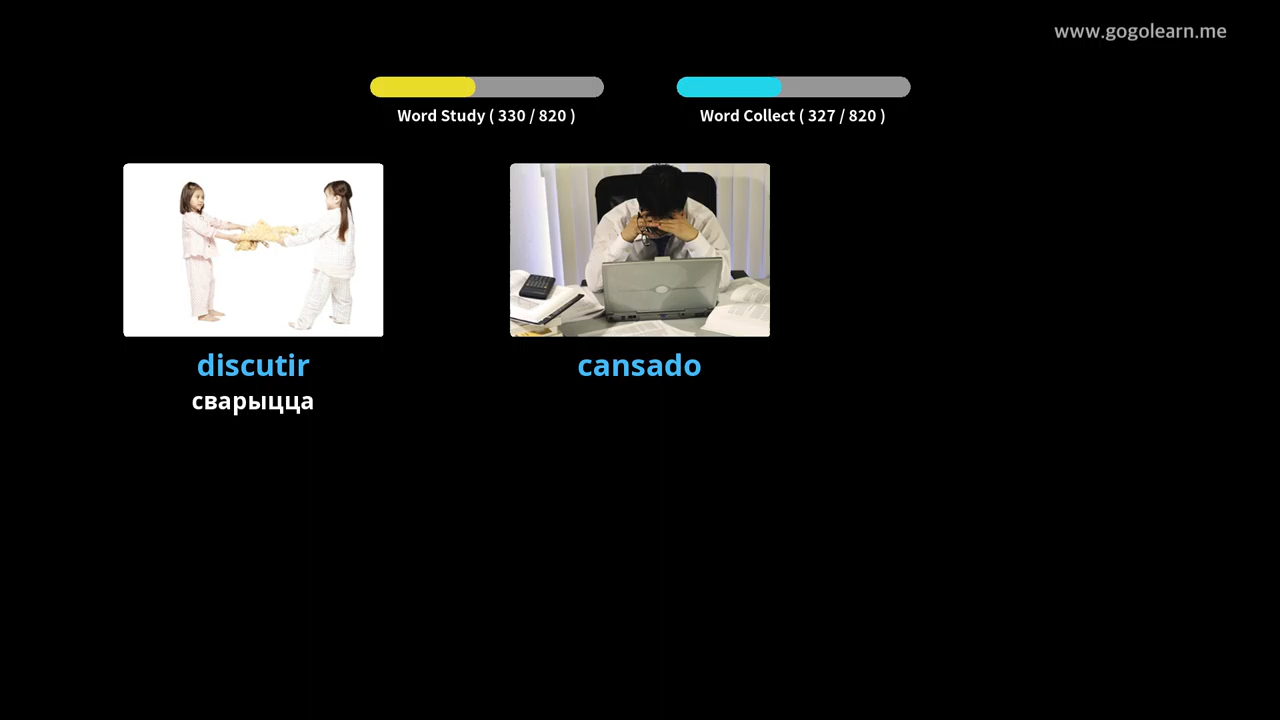 www.gogolearn.me
Word Study ( 330 / 820 )
Word Collect ( 327 / 820 )
discutir
сварыцца
cansado